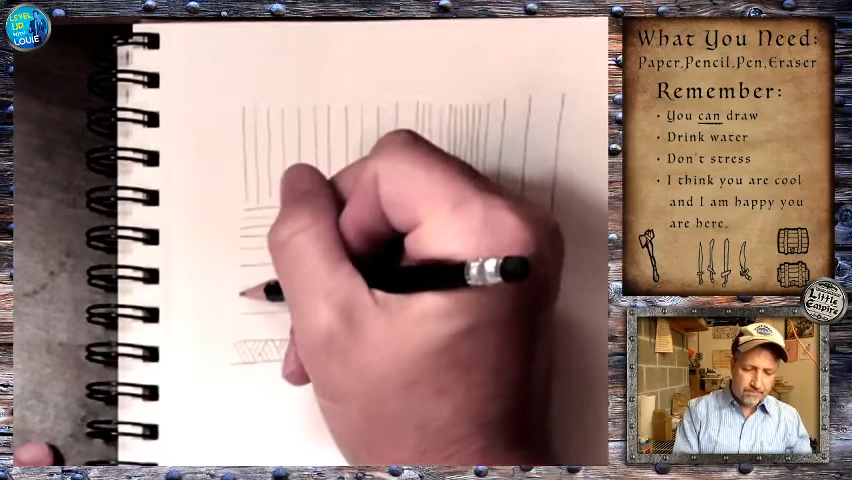 LEVEL
UP
WITH
LOUIE
What You Need:
Paper,Pencil,Pen,Eraser
Remember:
• You can draw
• Drink water
• Don't stress
• I think you are cool
and I am happy you
are here.
Little
Empire